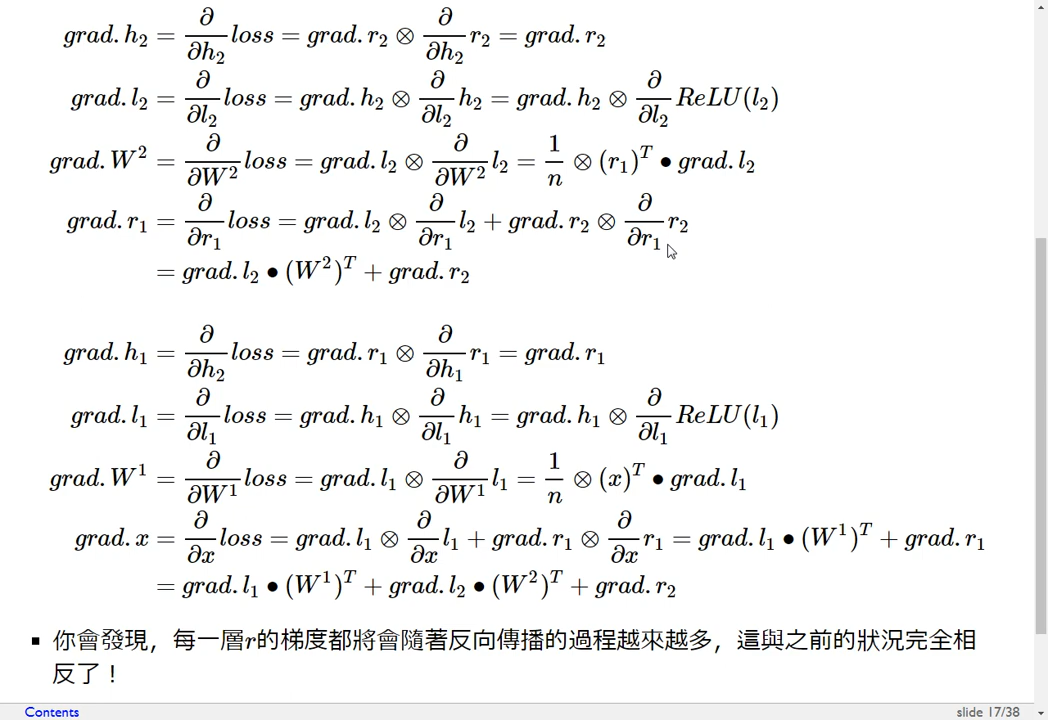 grad. h₂ = ∂/∂h₂ loss = grad. r₂ ⊗ ∂/∂h₂ r₂ = grad. r₂
grad. l₂ = ∂/∂l₂ loss = grad. h₂ ⊗ ∂/∂l₂ h₂ = grad. h₂ ⊗ ∂/∂l₂ ReLU(l₂)
grad. W² = ∂/∂W² loss = grad. l₂ ⊗ ∂/∂W² l₂ = 1/n ⊗ (r₁)ᵀ • grad. l₂
grad. r₁ = ∂/∂r₁ loss = grad. l₂ ⊗ ∂/∂r₁ l₂ + grad. r₂ ⊗ ∂/∂r₁ r₂
= grad. l₂ • (W²)ᵀ + grad. r₂
grad. h₁ = ∂/∂h₂ loss = grad. r₁ ⊗ ∂/∂h₁ r₁ = grad. r₁
grad. l₁ = ∂/∂l₁ loss = grad. h₁ ⊗ ∂/∂l₁ h₁ = grad. h₁ ⊗ ∂/∂l₁ ReLU(l₁)
grad. W¹ = ∂/∂W¹ loss = grad. l₁ ⊗ ∂/∂W¹ l₁ = 1/n ⊗ (x)ᵀ • grad. l₁
grad. x = ∂/∂x loss = grad. l₁ ⊗ ∂/∂x l₁ + grad. r₁ ⊗ ∂/∂x r₁ = grad. l₁ • (W¹)ᵀ + grad. r₁
= grad. l₁ • (W¹)ᵀ + grad. l₂ • (W²)ᵀ + grad. r₂
▪ 你會發現，每一層r的梯度都將會隨著反向傳播的過程越來越多，這與之前的狀況完全相
反了！
Contents
slide 17/38